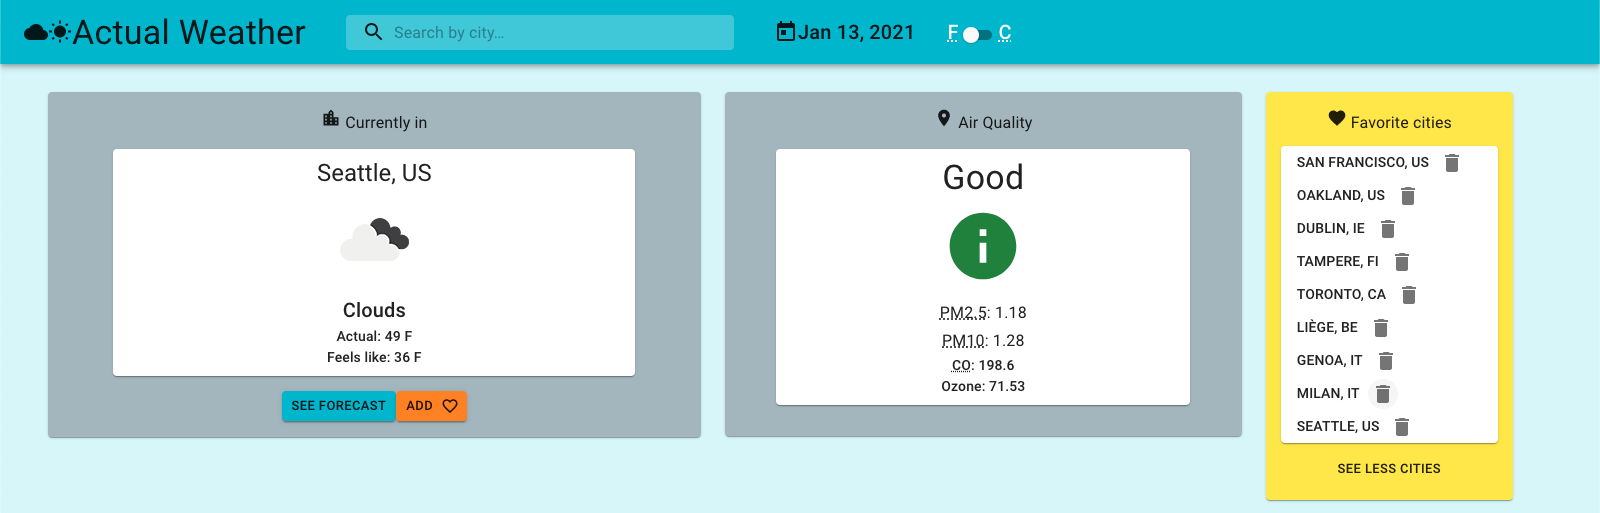 Actual Weather
Search by city...
Jan 13, 2021
F C
Currently in
Seattle, US
Clouds
Actual: 49 F
Feels like: 36 F
SEE FORECAST
ADD
Air Quality
Good
i
PM2.5: 1.18
PM10: 1.28
CO: 198.6
Ozone: 71.53
Favorite cities
SAN FRANCISCO, US
OAKLAND, US
DUBLIN, IE
TAMPERE, FI
TORONTO, CA
LIÈGE, BE
GENOA, IT
MILAN, IT
SEATTLE, US
SEE LESS CITIES